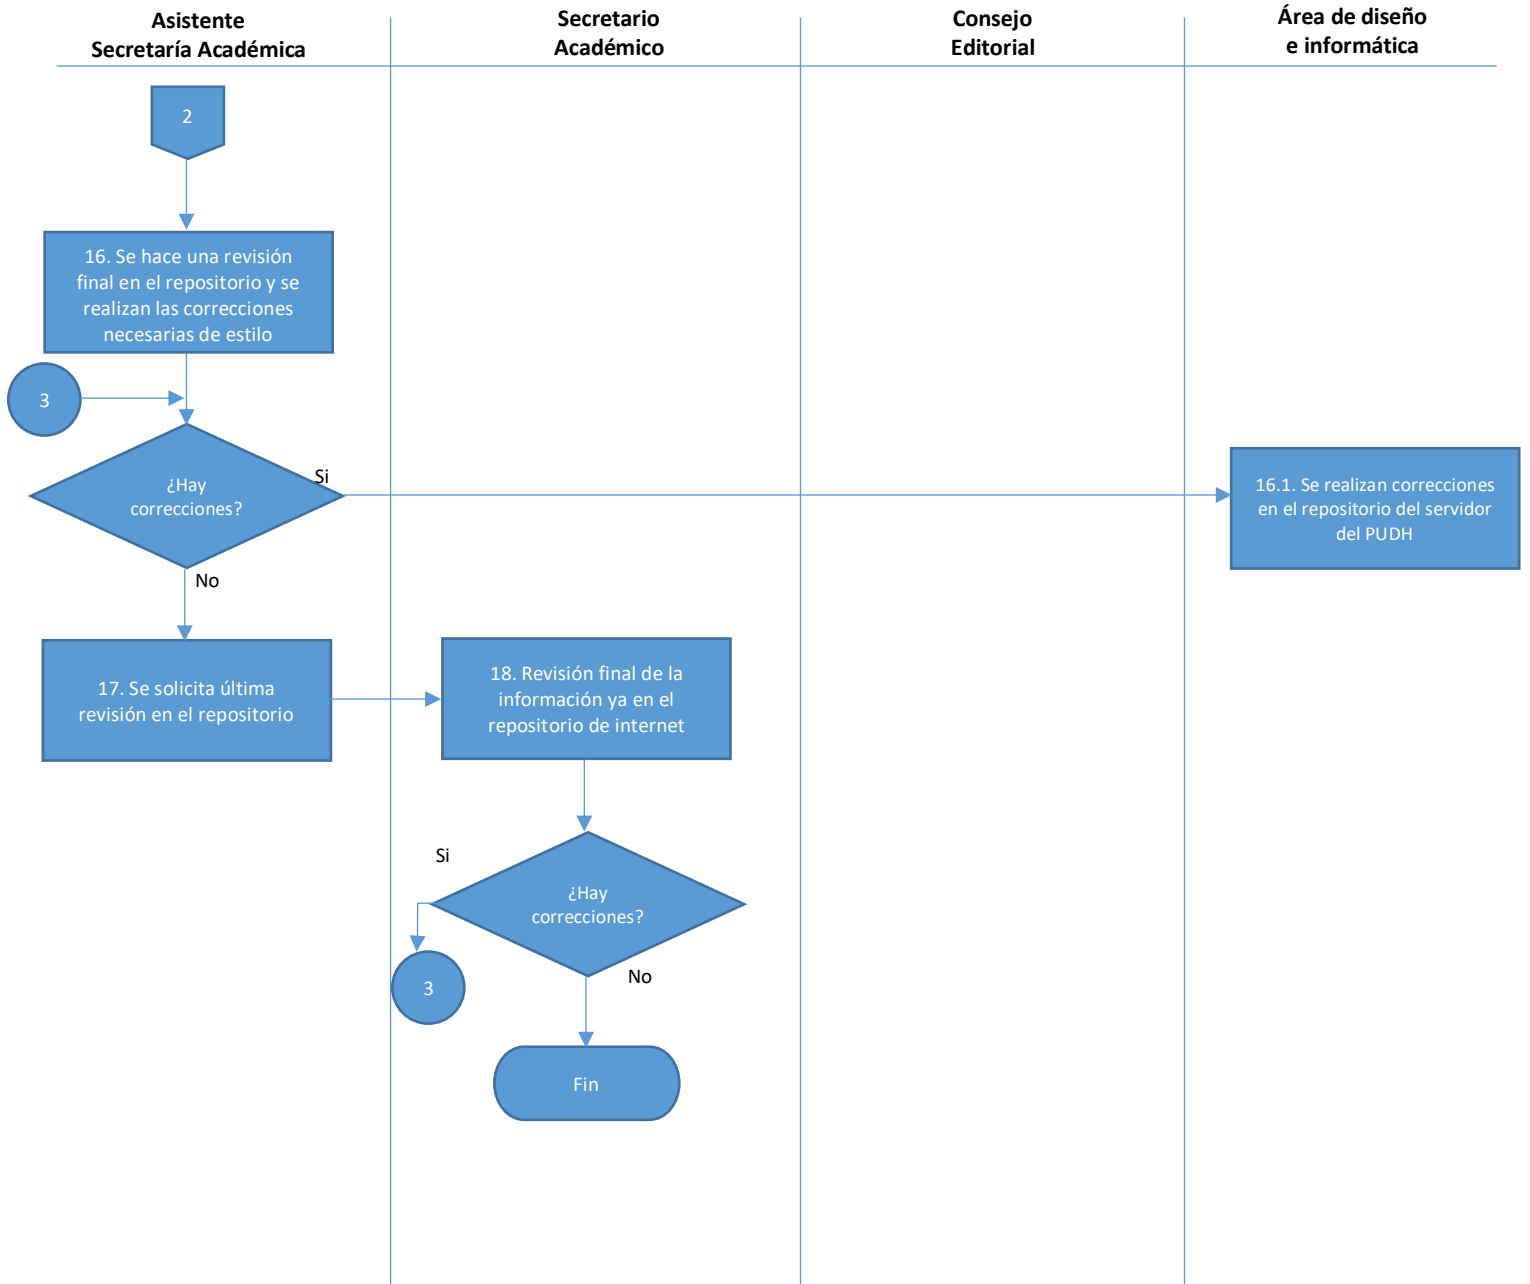 Asistente
Secretaría Académica
Secretario
Académico
Consejo
Editorial
Área de diseño
e informática
2
16. Se hace una revisión
final en el repositorio y se
realizan las correcciones
necesarias de estilo
3
¿Hay
correcciones?
Si
16.1. Se realizan correcciones
en el repositorio del servidor
del PUDH
No
17. Se solicita última
revisión en el repositorio
18. Revisión final de la
información ya en el
repositorio de internet
Si
¿Hay
correcciones?
3
No
Fin